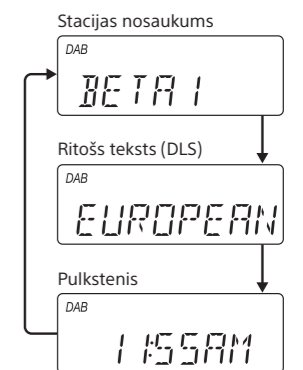 Stacijas nosaukums
DAB
BETA 1
Ritošs teksts (DLS)
DAB
EUROPEAN
Pulkstenis
DAB
11:55AM